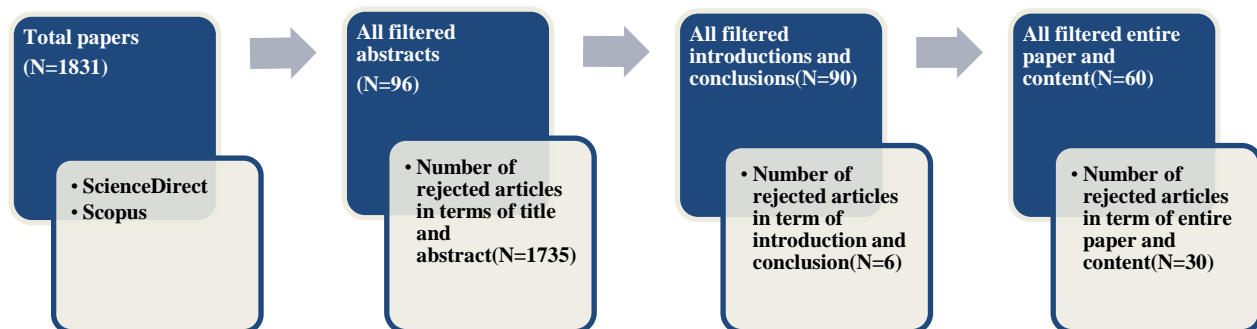 Total papers
(N=1831)
• ScienceDirect
• Scopus
All filtered
abstracts
(N=96)
• Number of
rejected articles
in terms of title
and
abstract(N=1735)
All filtered
introductions and
conclusions(N=90)
• Number of
rejected articles
in term of
introduction and
conclusion(N=6)
All filtered entire
paper and
content(N=60)
• Number of
rejected articles
in term of entire
paper and
content(N=30)